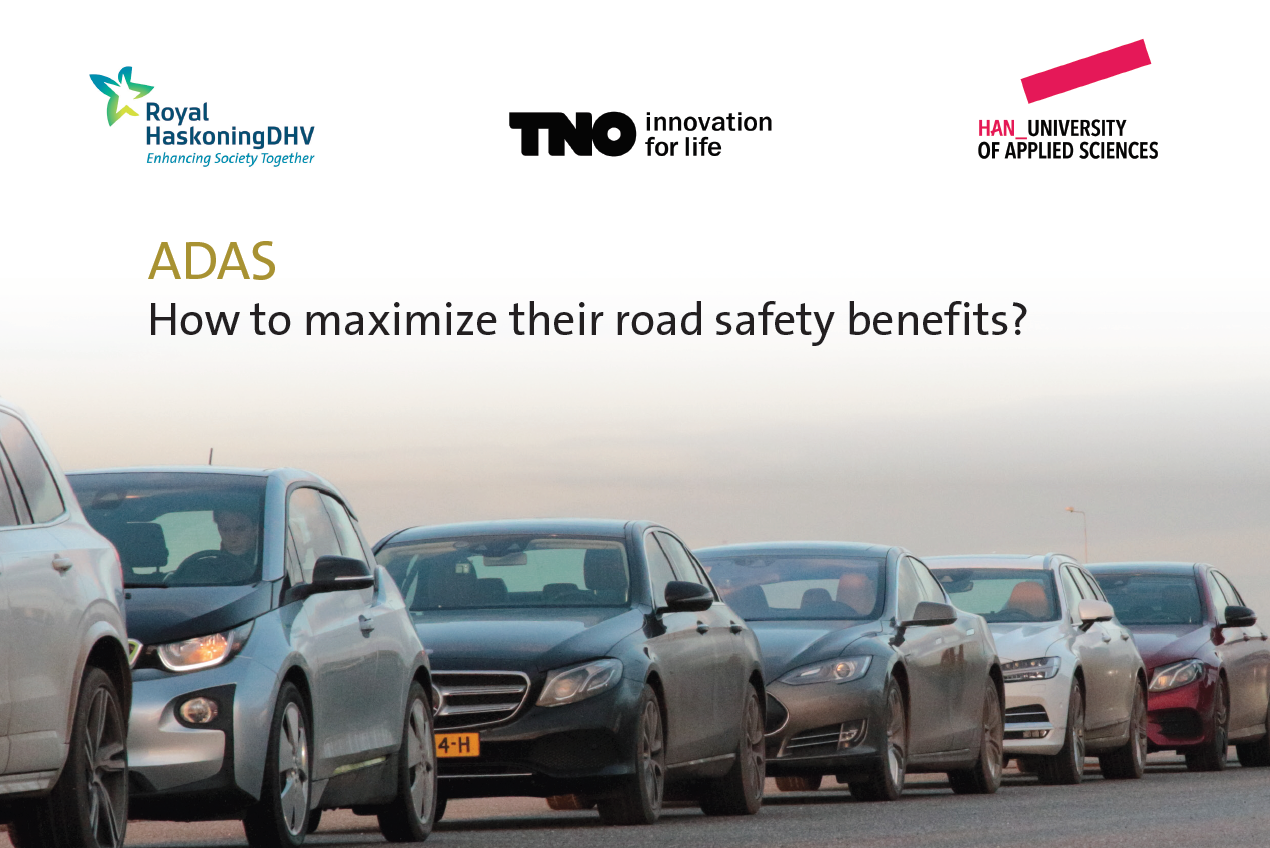 Royal
HaskoningDHV
Enhancing Society Together
TNO innovation
for life
HAN_UNIVERSITY
OF APPLIED SCIENCES
ADAS
How to maximize their road safety benefits?
4-H